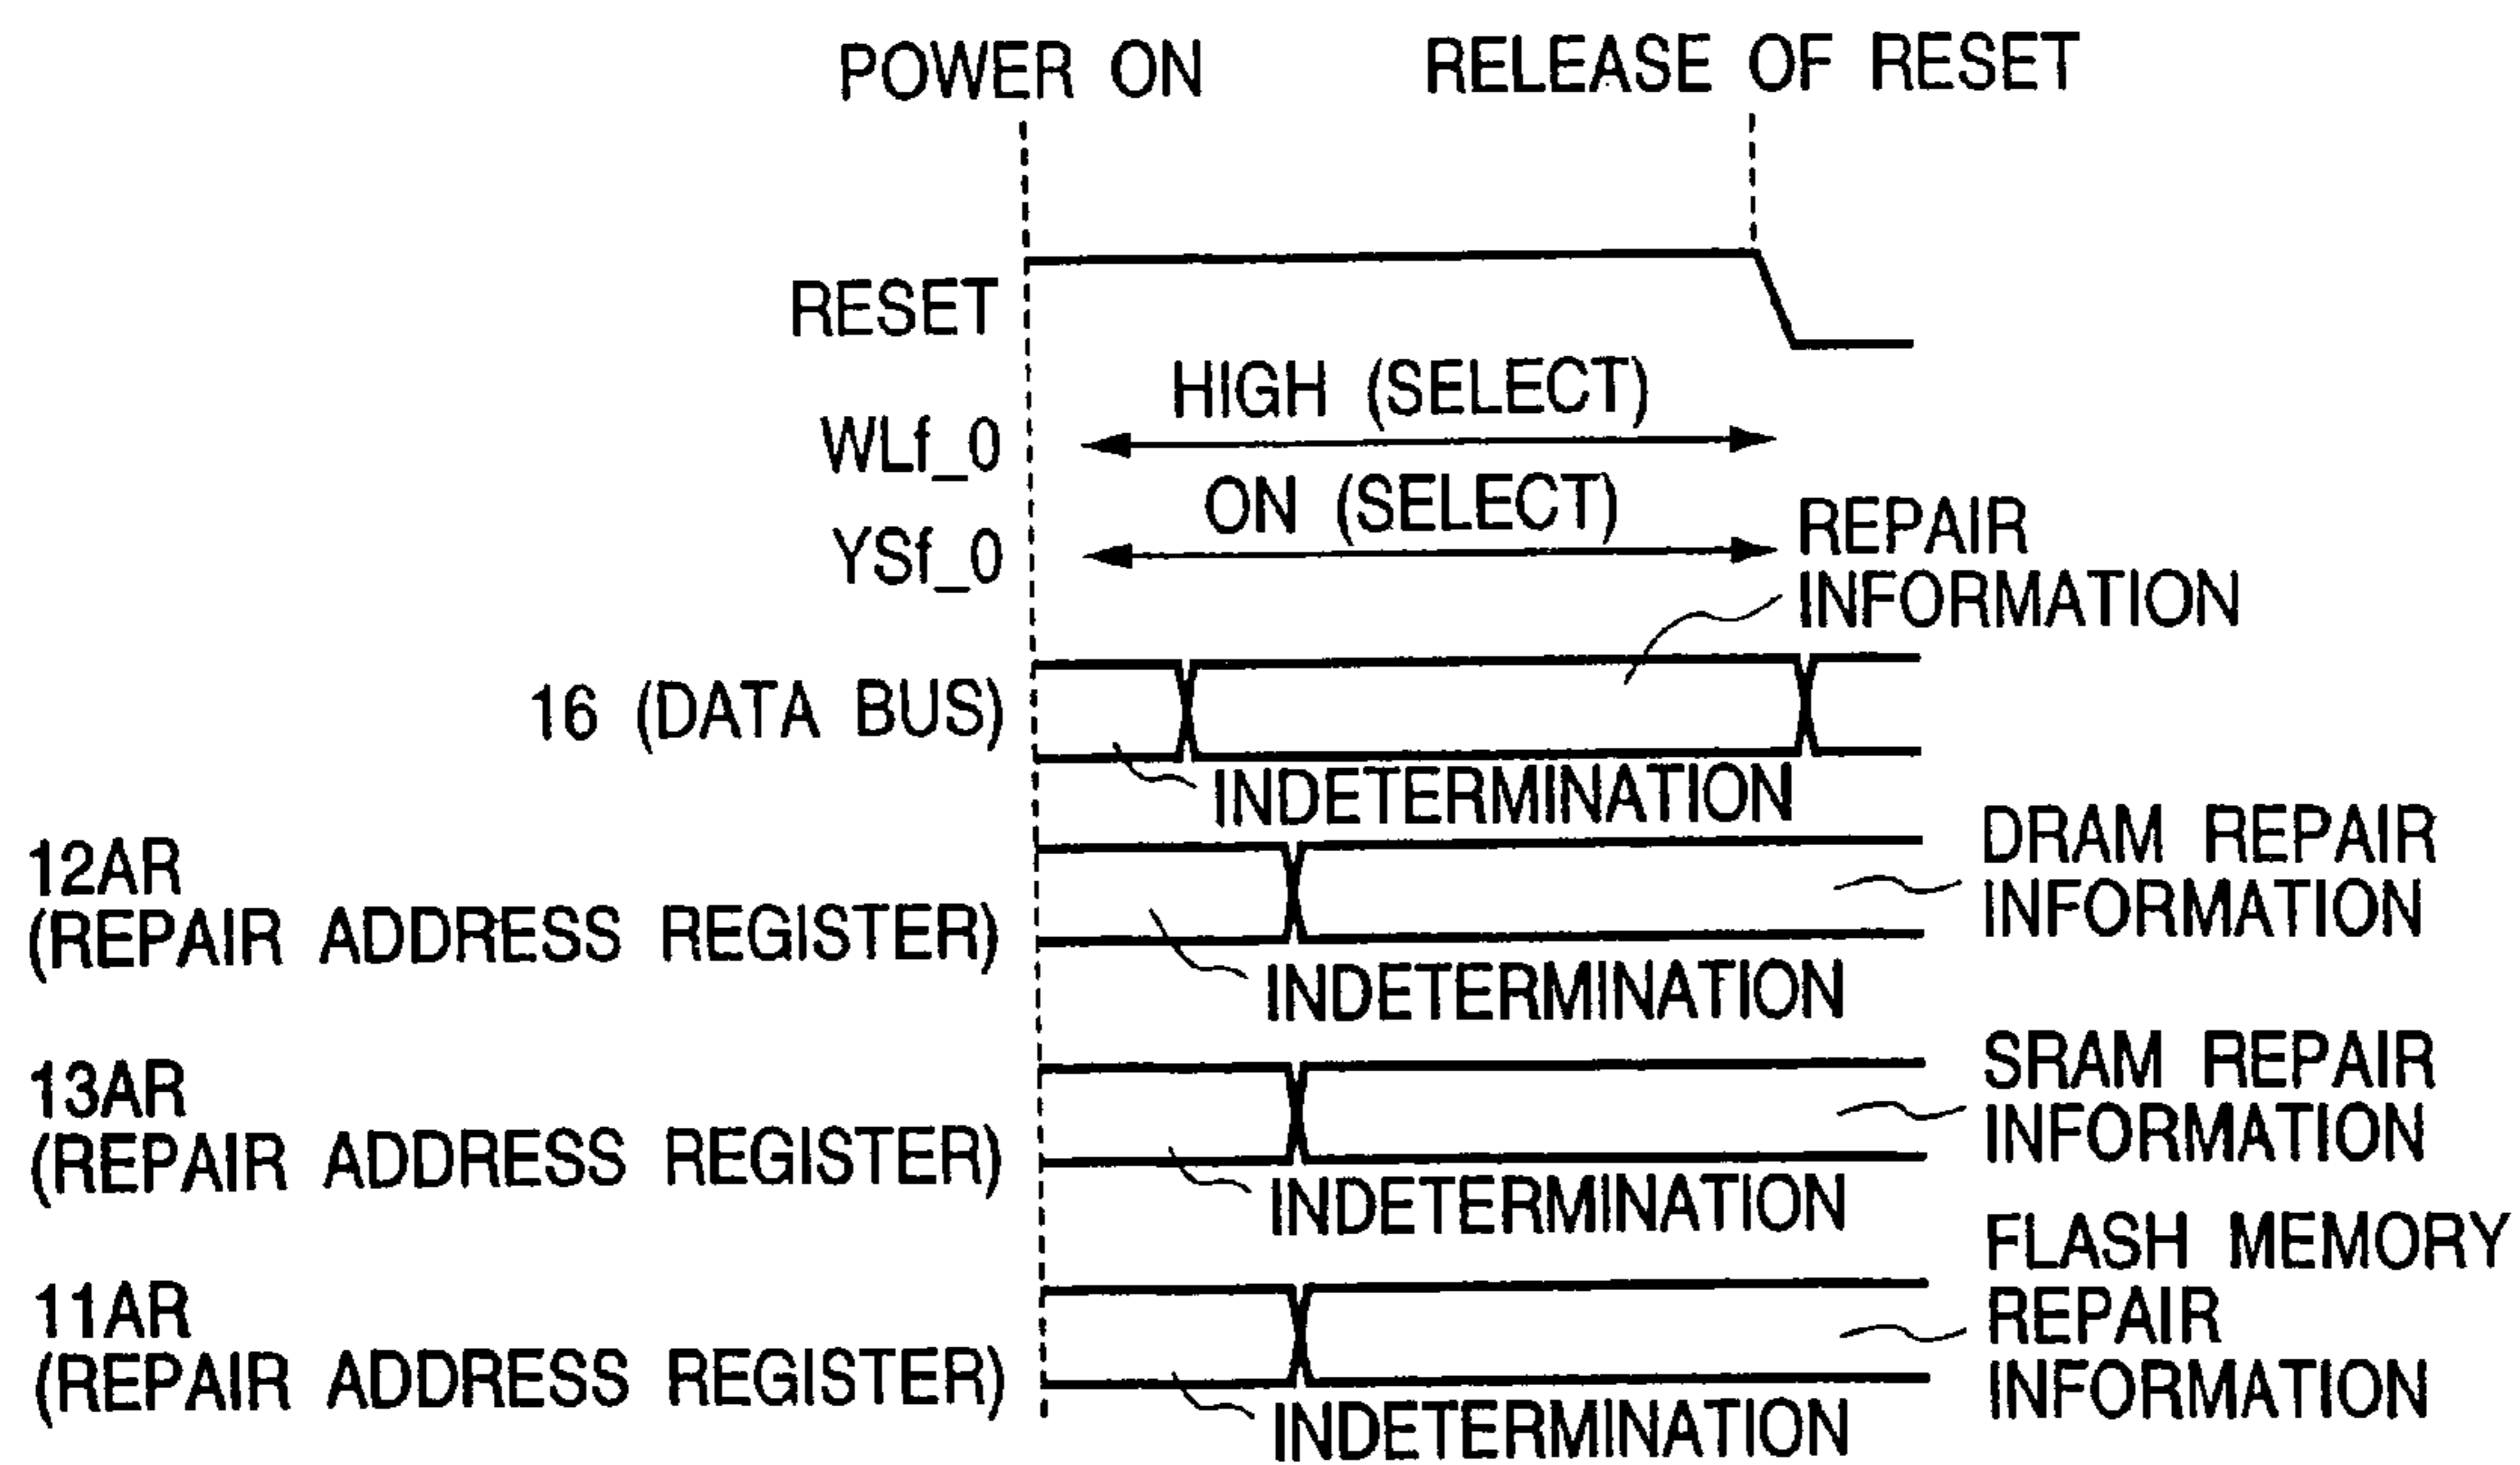 POWER ON
RELEASE OF RESET
RESET
HIGH (SELECT)
WLf_0
ON (SELECT)
YSf_0
REPAIR
INFORMATION
16 (DATA BUS)
INDETERMINATION
12AR
(REPAIR ADDRESS REGISTER)
DRAM REPAIR
INFORMATION
INDETERMINATION
13AR
(REPAIR ADDRESS REGISTER)
SRAM REPAIR
INFORMATION
INDETERMINATION
11AR
(REPAIR ADDRESS REGISTER)
FLASH MEMORY
REPAIR
INFORMATION
INDETERMINATION